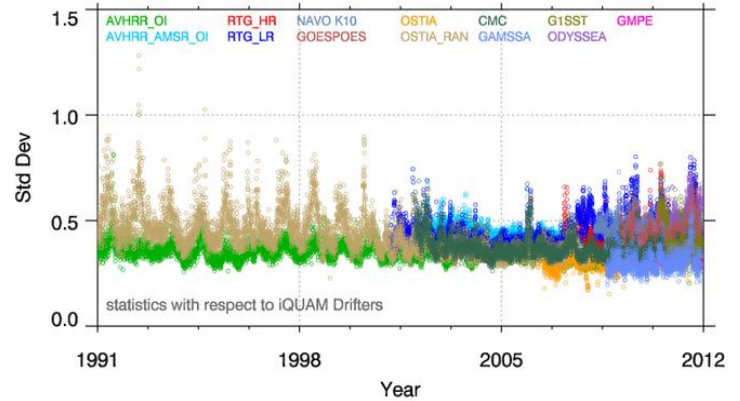 1.5
AVHRR_OI RTG_HR NAVO K10 OSTIA CMC G1SST GMPE
AVHRR_AMSR_OI RTG_LR GOESPOES OSTIA_RAN GAMSSA ODYSSEA
1.0
Std Dev
0.5
statistics with respect to iQUAM Drifters
0.0
1991 1998 2005 2012
Year